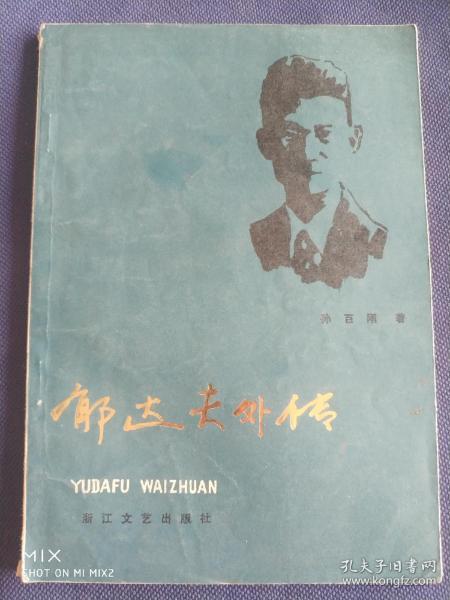 孙百刚 著
郁达夫外传
YUDAFU WAIZHUAN
浙江文艺出版社
MIX
SHOT ON MI MIX2
孔夫子旧书网
www.kongfz.com